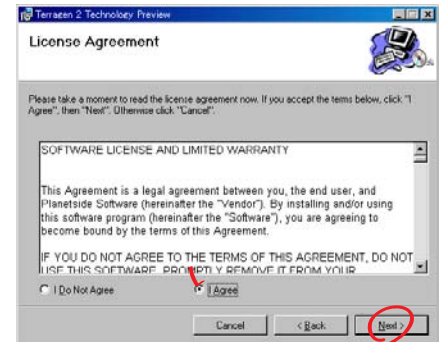 Terragen 2 Technology Preview
License Agreement
Please take a moment to read the license agreement now. If you accept the terms below, click "I
Agree", then "Next". Otherwise click "Cancel".
SOFTWARE LICENSE AND LIMITED WARRANTY
This Agreement is a legal agreement between you, the end user, and
Planetside Software (hereinafter the "Vendor"). By installing and/or using
this software program (hereinafter the "Software"), you are agreeing to
become bound by the terms of this Agreement.
IF YOU DO NOT AGREE TO THE TERMS OF THIS AGREEMENT, DO NOT
USE THIS SOFTWARE, PROMPTLY REMOVE IT FROM YOUR
I Do Not Agree
I Agree
Cancel
< Back
Next >